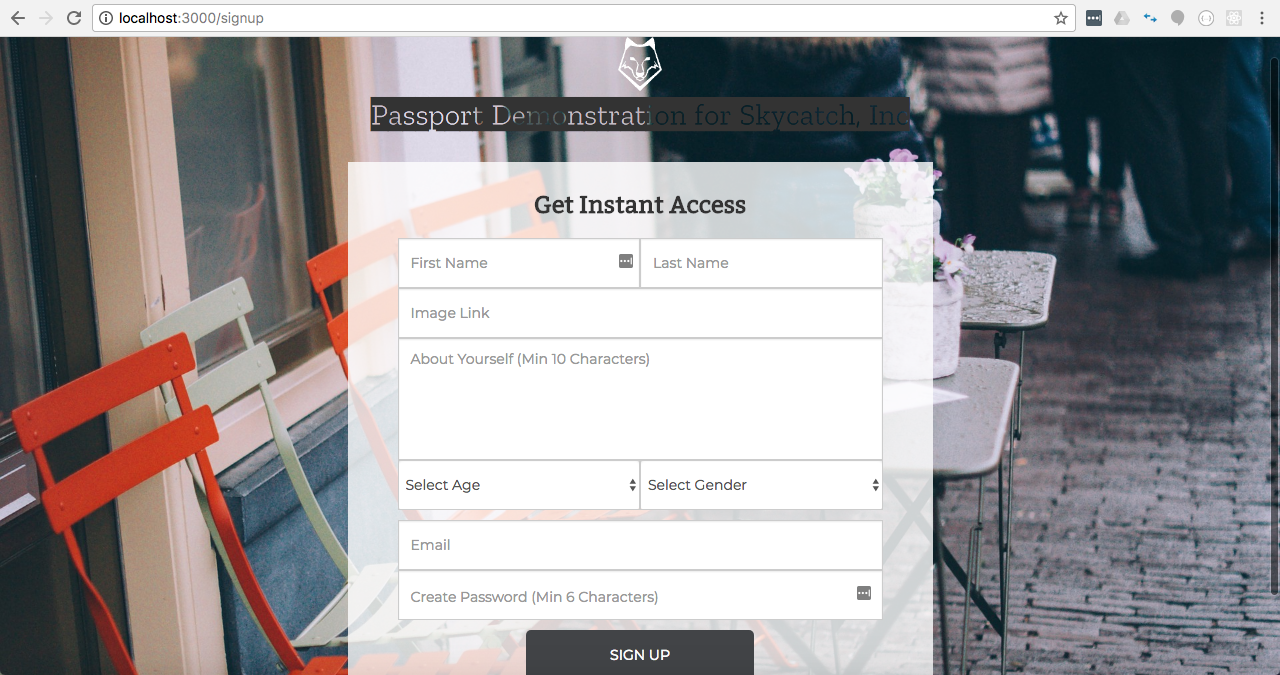 localhost:3000/signup
Passport Demonstration for Skycatch, Inc
Get Instant Access
First Name
Last Name
Image Link
About Yourself (Min 10 Characters)
Select Age
Select Gender
Email
Create Password (Min 6 Characters)
SIGN UP